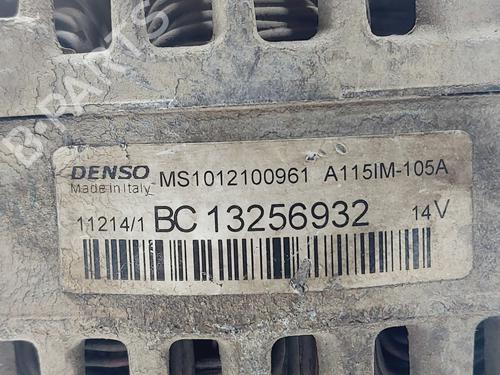 B-PARTS
DENSO MS1012100961 A115IM-105A
Made in Italy
11214/1 BC 13256932 14V